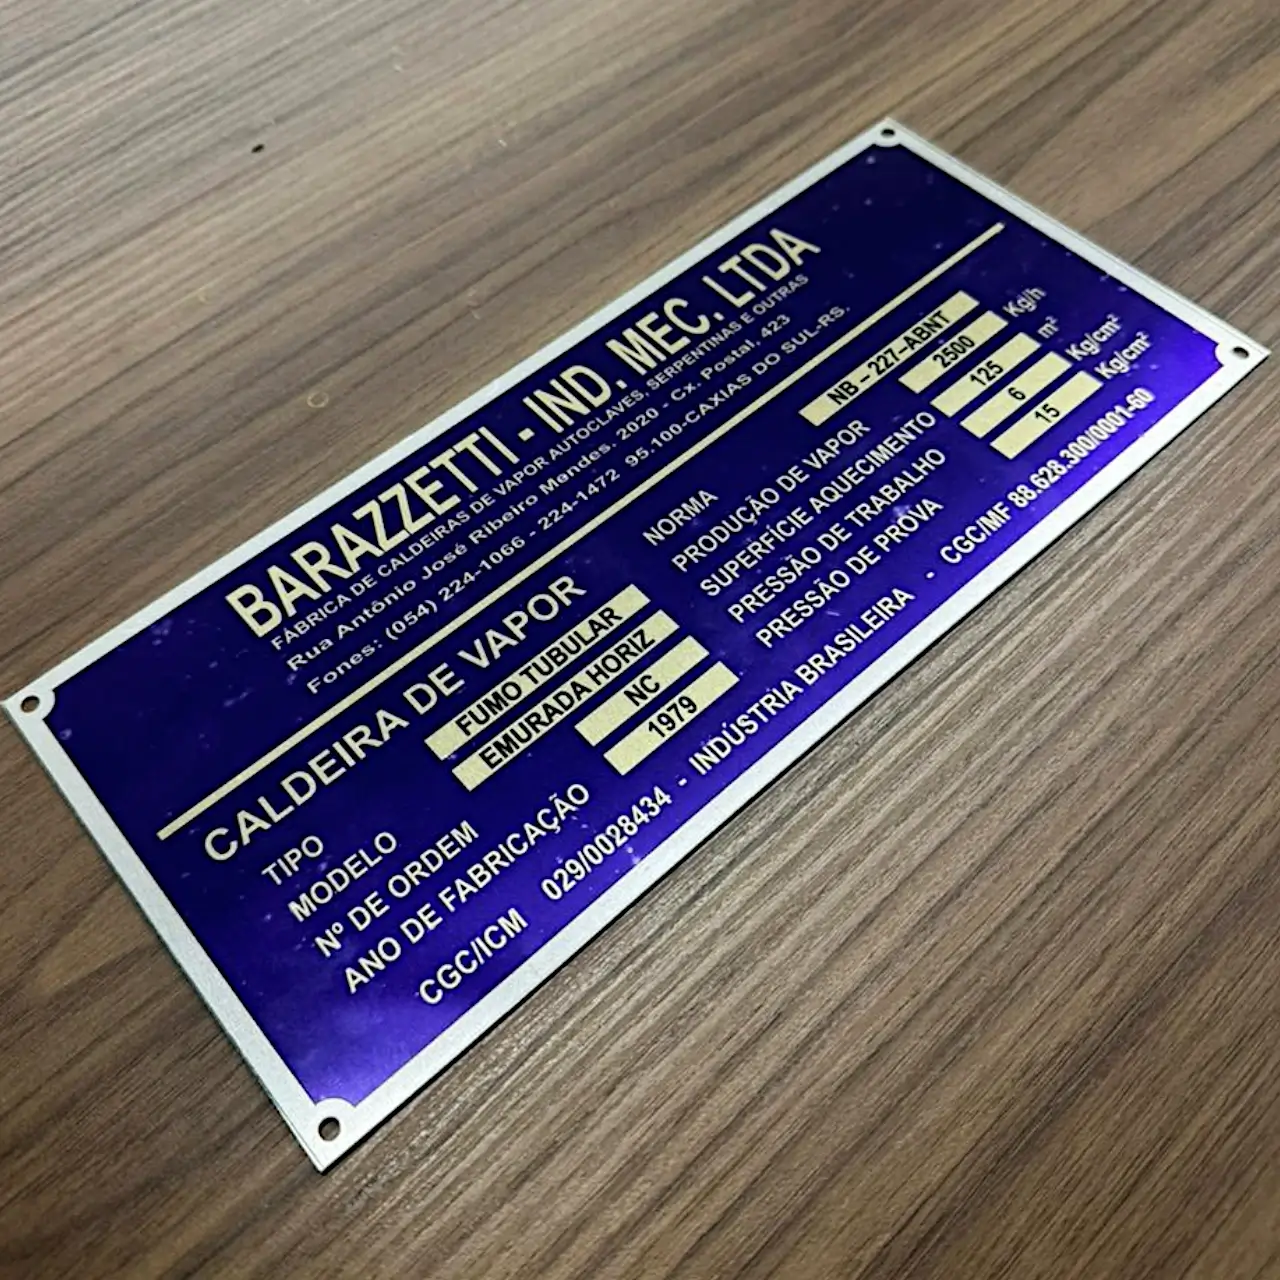 BARAZZETTI - IND. MEC. LTDA
FÁBRICA DE CALDEIRAS DE VAPOR AUTOCLAVES, SERPENTINAS E OUTRAS
Rua Antônio José Ribeiro Mendes, 2020 - Cx. Postal, 423
Fones: (054) 224-1066 - 224-1472 95.100-CAXIAS DO SUL-RS.
CALDEIRA DE VAPOR
TIPO FUMO TUBULAR
MODELO EMURADA HORIZ
Nº DE ORDEM NC
ANO DE FABRICAÇÃO 1979
NORMA NB – 227–ABNT
PRODUÇÃO DE VAPOR 2500 Kg/h
SUPERFÍCIE AQUECIMENTO 125 m²
PRESSÃO DE TRABALHO 6 Kg/cm²
PRESSÃO DE PROVA 15 Kg/cm²
CGC/ICM 029/0028434 - INDÚSTRIA BRASILEIRA - CGC/MF 88.628.300/0001-60